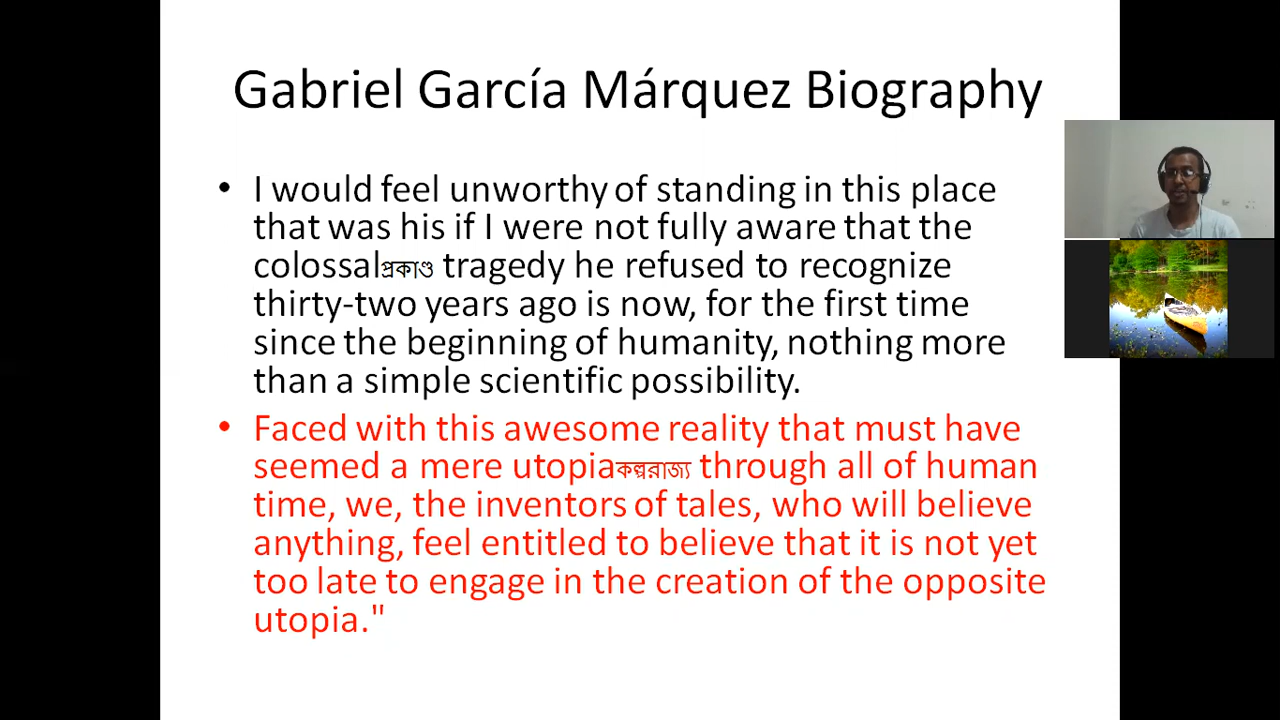 Gabriel García Márquez Biography
• I would feel unworthy of standing in this place
that was his if I were not fully aware that the
colossalপ্রকাণ্ড tragedy he refused to recognize
thirty-two years ago is now, for the first time
since the beginning of humanity, nothing more
than a simple scientific possibility.
• Faced with this awesome reality that must have
seemed a mere utopiaকল্পরাজ্য through all of human
time, we, the inventors of tales, who will believe
anything, feel entitled to believe that it is not yet
too late to engage in the creation of the opposite
utopia."